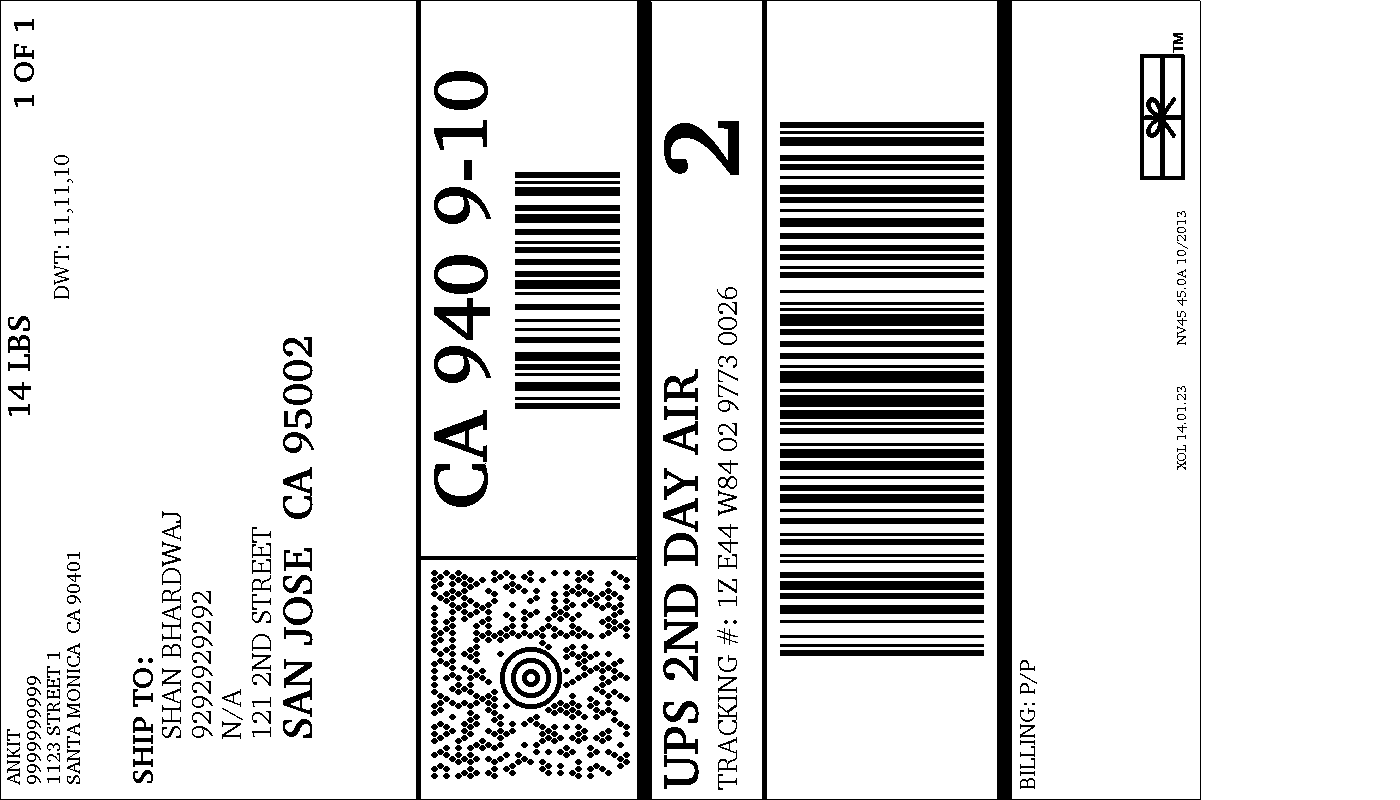 ANKIT
9999999999
1123 STREET 1
SANTA MONICA CA 90401
14 LBS
1 OF 1
DWT: 11,11,10
SHIP TO:
SHAN BHARDWAJ
9292929292
N/A
121 2ND STREET
SAN JOSE CA 95002
CA 940 9-10
UPS 2ND DAY AIR
2
TRACKING #: 1Z E44 W84 02 9773 0026
BILLING: P/P
XOL 14.01.23 NV45 45.0A 10/2013
TM